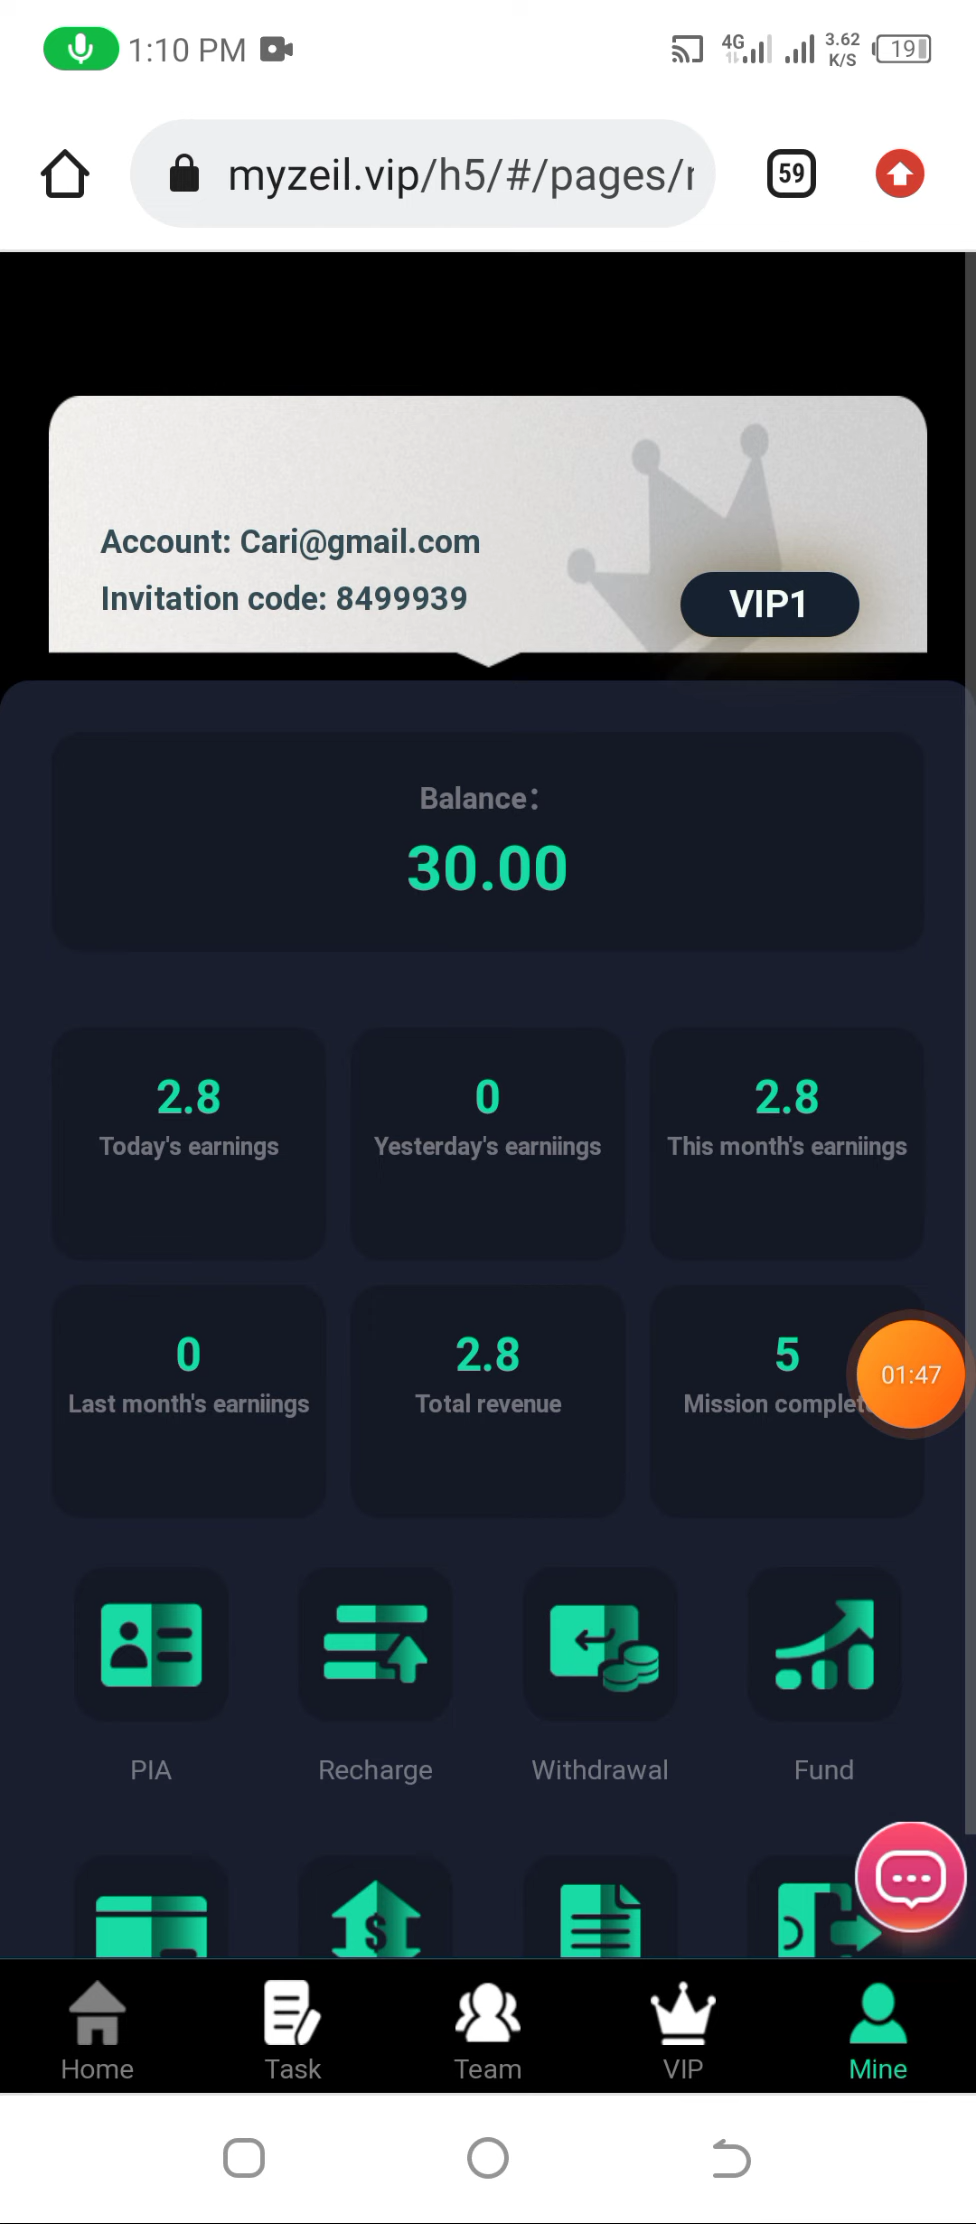 1:10 PM
4G
3.62
K/S
19
myzeil.vip/h5/#/pages/
59
Account: Cari@gmail.com
Invitation code: 8499939
VIP1
Balance:
30.00
2.8
0
2.8
Today's earnings
Yesterday's earniings
This month's earniings
0
2.8
5
01:47
Last month's earniings
Total revenue
Mission complet
PIA
Recharge
Withdrawal
Fund
$
Home
Task
Team
VIP
Mine